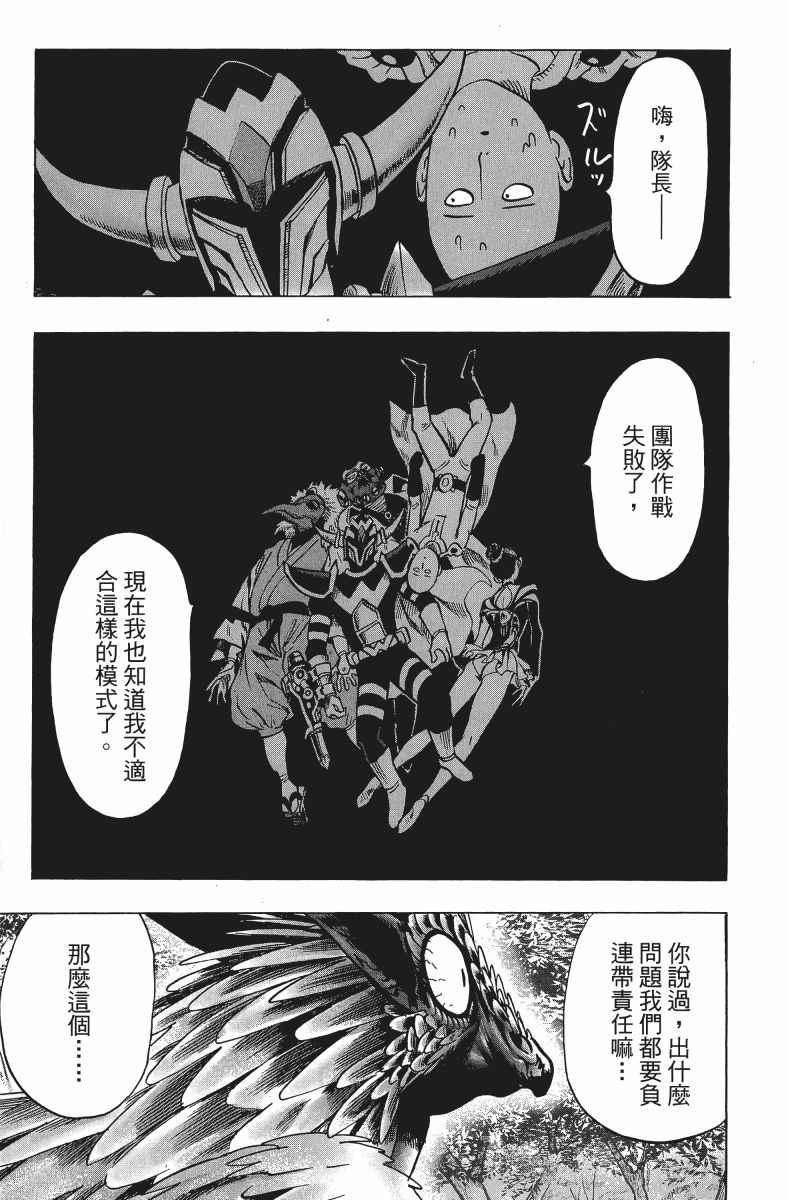 嗨，隊長──
ズルッ
團隊作戰
失敗了，
現在我也知道我不適
合這樣的模式了。
你說過，出什麼
問題我們都要負
連帶責任嘛…
那麼這個……